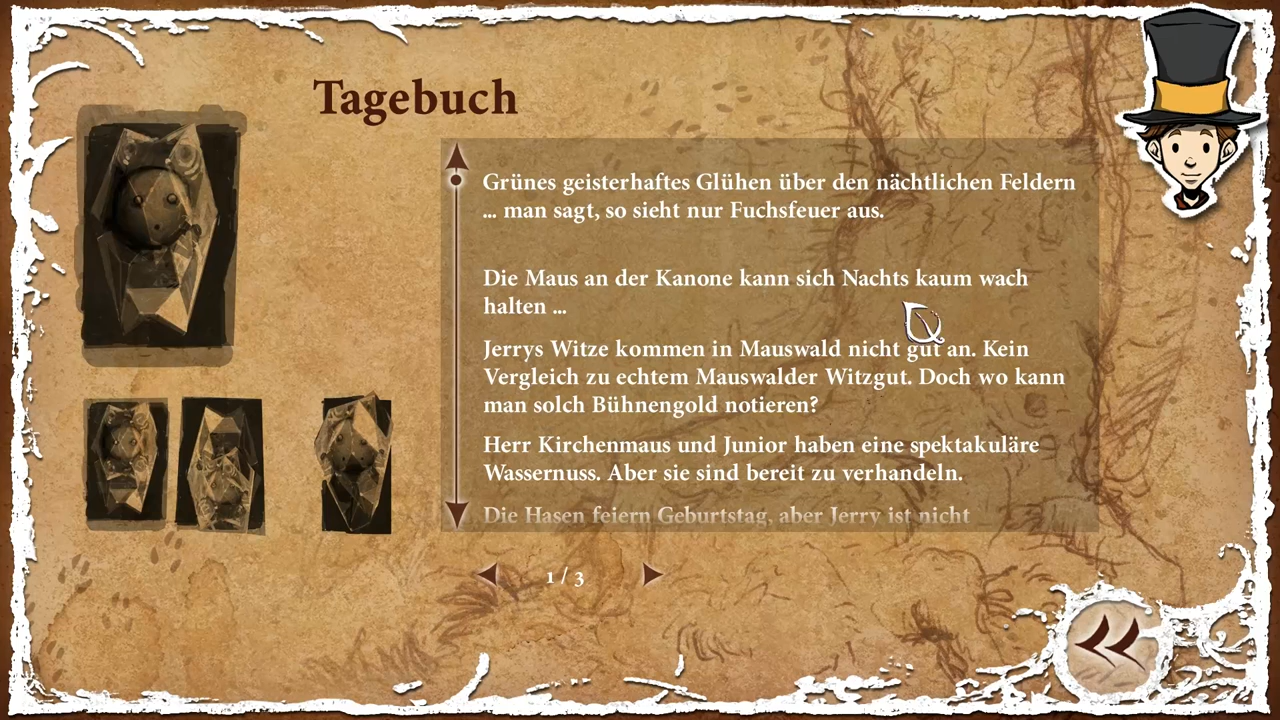 Tagebuch
Grünes geisterhaftes Glühen über den nächtlichen Feldern
... man sagt, so sieht nur Fuchsfeuer aus.
Die Maus an der Kanone kann sich Nachts kaum wach
halten ...
Jerrys Witze kommen in Mauswald nicht gut an. Kein
Vergleich zu echtem Mauswalder Witzgut. Doch wo kann
man solch Bühnengold notieren?
Herr Kirchenmaus und Junior haben eine spektakuläre
Wassernuss. Aber sie sind bereit zu verhandeln.
Die Hasen feiern Geburtstag, aber Jerry ist nicht
1 / 3